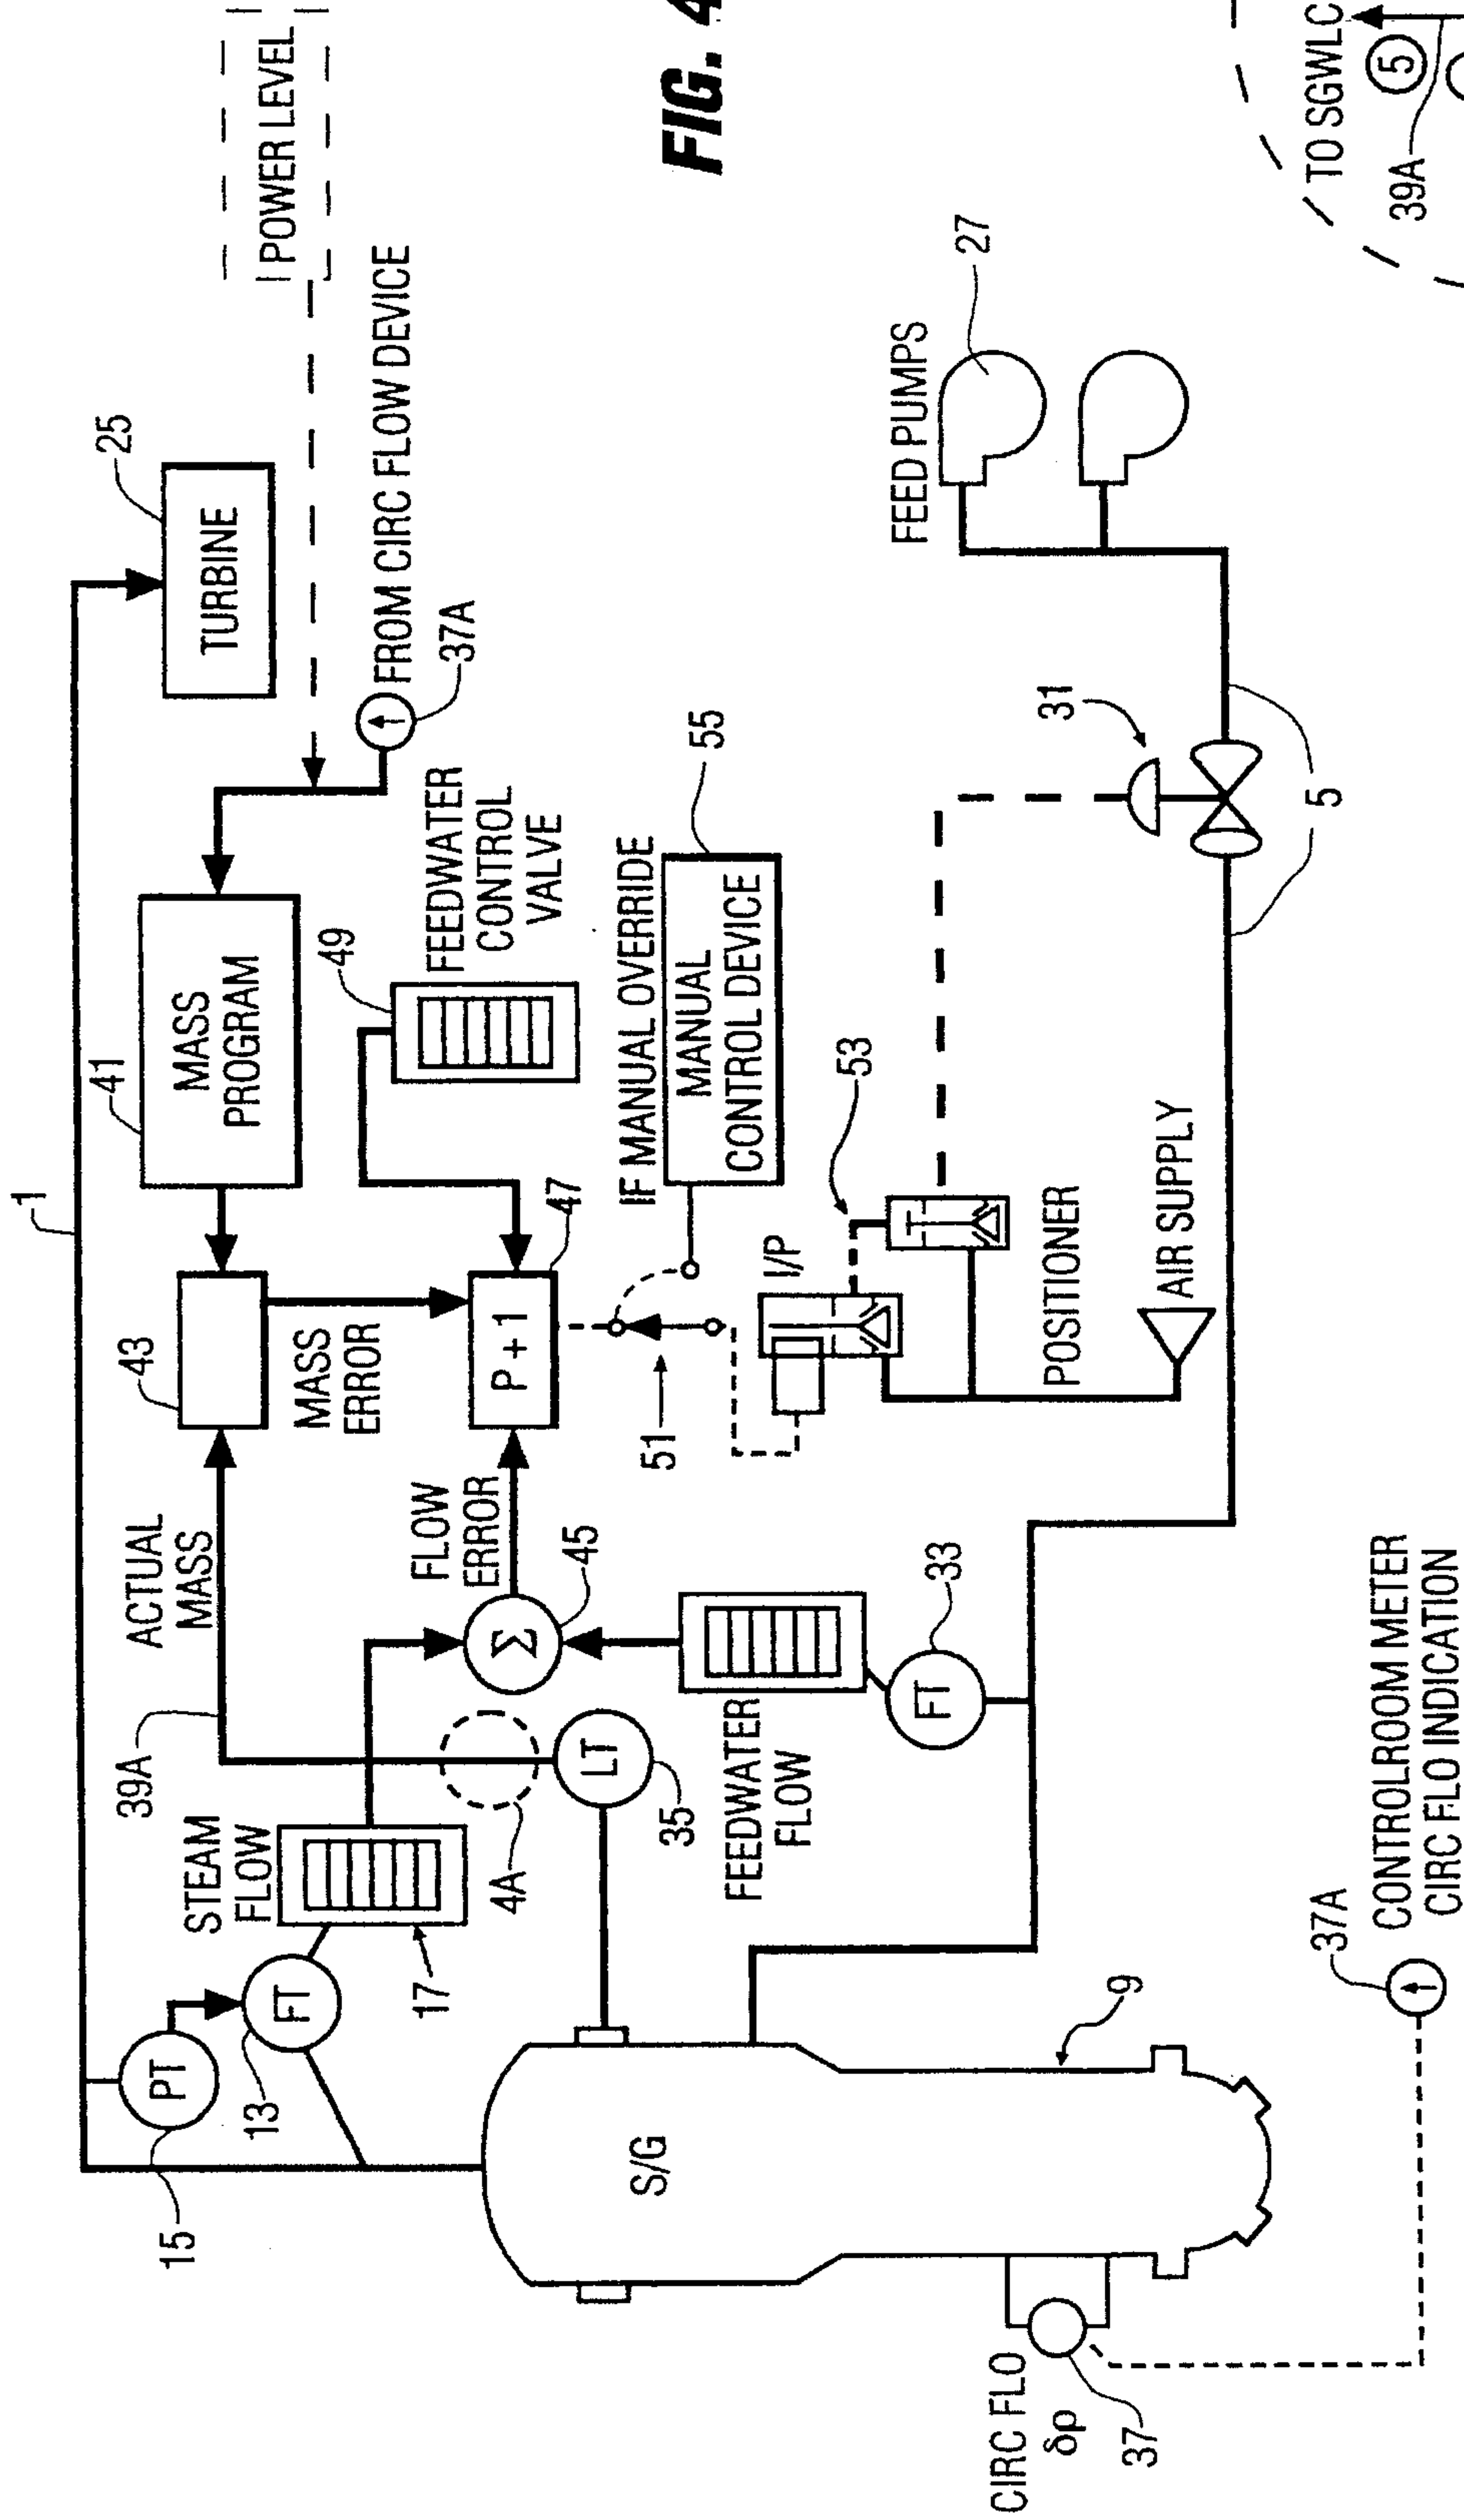 1
15
PT
13
FT
17
STEAM
FLOW
39A
ACTUAL
MASS
43
41
MASS
PROGRAM
25
TURBINE
POWER LEVEL
FROM CIRC FLOW DEVICE
37A
MASS
ERROR
FLOW
ERROR
45
Σ
P + 1
47
49
FEEDWATER
CONTROL
VALVE
4A
LT
35
FEEDWATER
FLOW
FT
33
51
IF MANUAL OVERRIDE
MANUAL
CONTROL DEVICE
55
I/P
53
POSITIONER
AIR SUPPLY
31
5
FEED PUMPS
27
FIG. 4
S/G
9
CIRC FLO
δρ
37
37A
CONTROLROOM METER
CIRC FLO INDICATION
TO SGWLC
5
39A